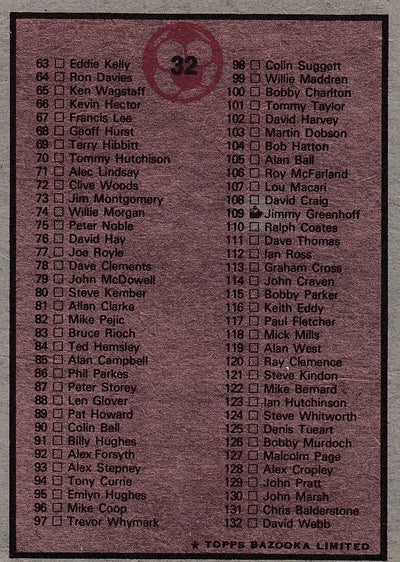 32
63 Eddie Kelly
64 Ron Davies
65 Ken Wagstaff
66 Kevin Hector
67 Francis Lee
68 Geoff Hurst
69 Terry Hibbitt
70 Tommy Hutchison
71 Alec Lindsay
72 Clive Woods
73 Jim Montgomery
74 Willie Morgan
75 Peter Noble
76 David Hay
77 Joe Royle
78 Dave Clements
79 John McDowell
80 Steve Kember
81 Allan Clarke
82 Mike Pejic
83 Bruce Rioch
84 Ted Hemsley
85 Alan Campbell
86 Phil Parkes
87 Peter Storey
88 Len Glover
89 Pat Howard
90 Colin Bell
91 Billy Hughes
92 Alex Forsyth
93 Alex Stepney
94 Tony Currie
95 Emlyn Hughes
96 Mike Coop
97 Trevor Whymark
98 Colin Suggett
99 Willie Maddren
100 Bobby Charlton
101 Tommy Taylor
102 David Harvey
103 Martin Dobson
104 Bob Hatton
105 Alan Ball
106 Roy McFarland
107 Lou Macari
108 David Craig
109 Jimmy Greenhoff
110 Ralph Coates
111 Dave Thomas
112 Ian Ross
113 Graham Cross
114 John Craven
115 Bobby Parker
116 Keith Eddy
117 Paul Fletcher
118 Mick Mills
119 Alan West
120 Ray Clemence
121 Steve Kindon
122 Mike Bernard
123 Ian Hutchinson
124 Steve Whitworth
125 Denis Tueart
126 Bobby Murdoch
127 Malcolm Page
128 Alex Cropley
129 John Pratt
130 John Marsh
131 Chris Balderstone
132 David Webb
★ TOPPS BAZOOKA LIMITED